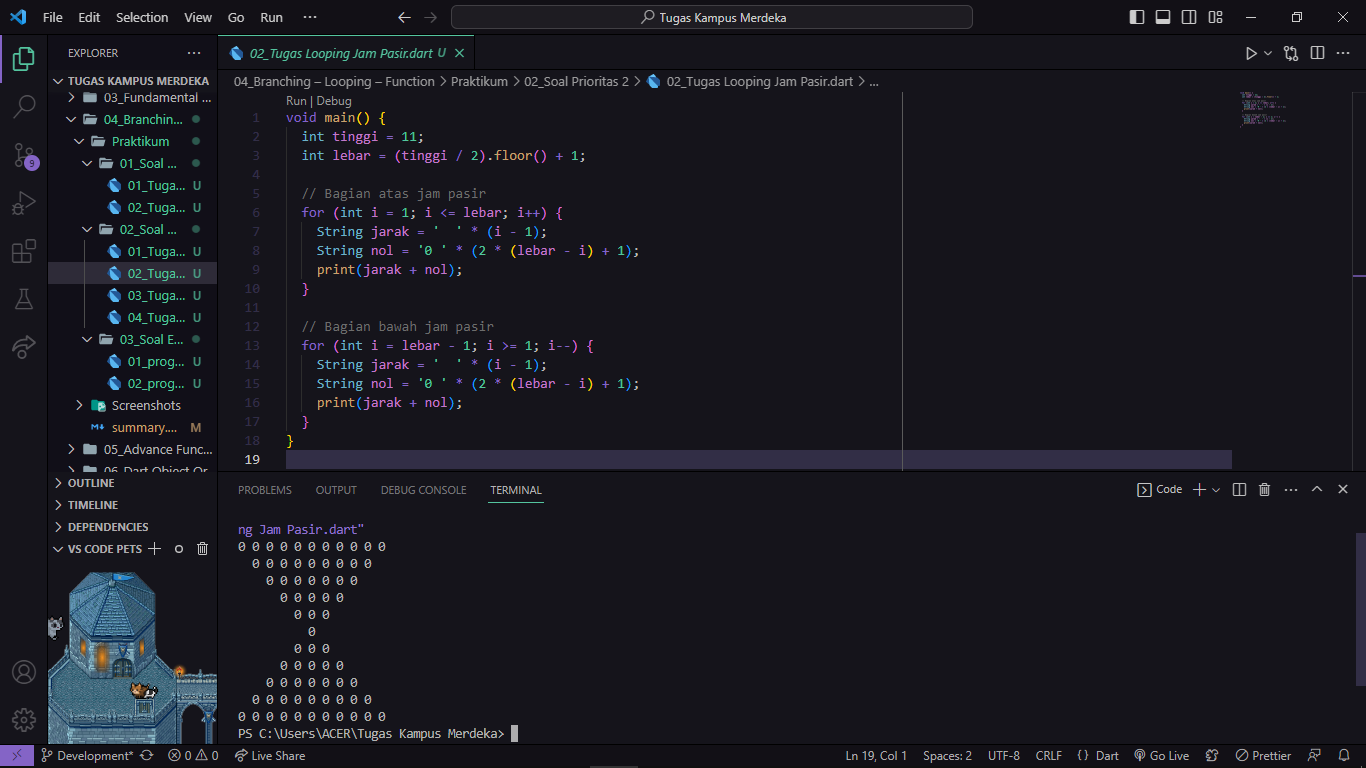 File Edit Selection View Go Run ··· Tugas Kampus Merdeka
EXPLORER ···
TUGAS KAMPUS MERDEKA
03_Fundamental ...
04_Branchin...
Praktikum
01_Soal ...
01_Tuga... U
02_Tuga... U
02_Soal ...
01_Tuga... U
02_Tuga... U
03_Tuga... U
04_Tuga... U
03_Soal E...
01_prog... U
02_prog... U
Screenshots
summary.... M
05_Advance Func...
06_Dart Object Or...
OUTLINE
TIMELINE
DEPENDENCIES
VS CODE PETS
9
02_Tugas Looping Jam Pasir.dart U
04_Branching – Looping – Function > Praktikum > 02_Soal Prioritas 2 > 02_Tugas Looping Jam Pasir.dart > ...
Run | Debug
1 void main() {
2 int tinggi = 11;
3 int lebar = (tinggi / 2).floor() + 1;
4
5 // Bagian atas jam pasir
6 for (int i = 1; i <= lebar; i++) {
7 String jarak = '  ' * (i - 1);
8 String nol = '0 ' * (2 * (lebar - i) + 1);
9 print(jarak + nol);
10 }
11
12 // Bagian bawah jam pasir
13 for (int i = lebar - 1; i >= 1; i--) {
14 String jarak = '  ' * (i - 1);
15 String nol = '0 ' * (2 * (lebar - i) + 1);
16 print(jarak + nol);
17 }
18 }
19
PROBLEMS OUTPUT DEBUG CONSOLE TERMINAL Code ···
ng Jam Pasir.dart"
0 0 0 0 0 0 0 0 0 0 0
0 0 0 0 0 0 0 0 0
0 0 0 0 0 0 0
0 0 0 0 0
0 0 0
0
0 0 0
0 0 0 0 0
0 0 0 0 0 0 0
0 0 0 0 0 0 0 0 0
0 0 0 0 0 0 0 0 0 0 0
PS C:\Users\ACER\Tugas Kampus Merdeka>
Development* 0 0 Live Share Ln 19, Col 1 Spaces: 2 UTF-8 CRLF {} Dart Go Live Prettier